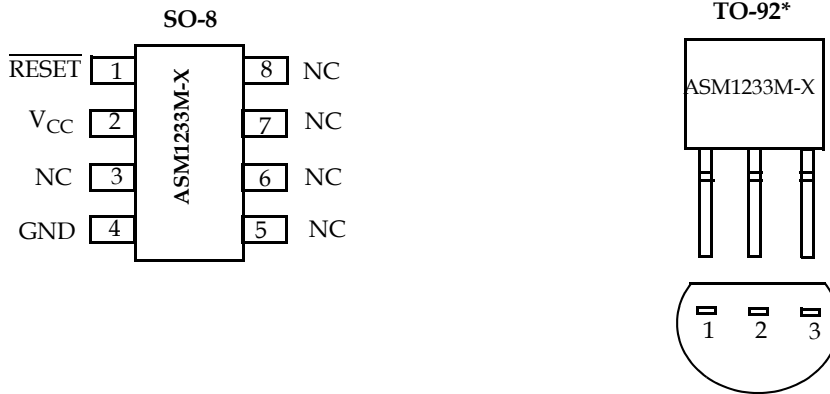 SO-8
RESET 1 8 NC
VCC 2 7 NC
NC 3 6 NC
GND 4 5 NC
ASM1233M-X
TO-92*
ASM1233M-X
1 2 3